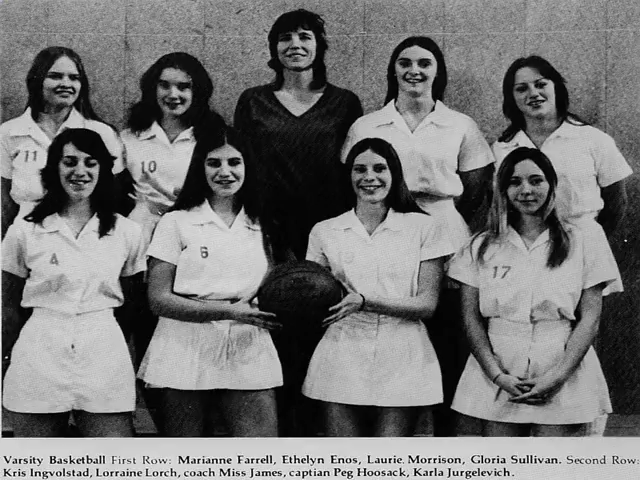 11
10
4
6
17
Varsity Basketball First Row: Marianne Farrell, Ethelyn Enos, Laurie. Morrison, Gloria Sullivan. Second Row:
Kris Ingvolstad, Lorraine Lorch, coach Miss James, captian Peg Hoosack, Karla Jurgelevich.